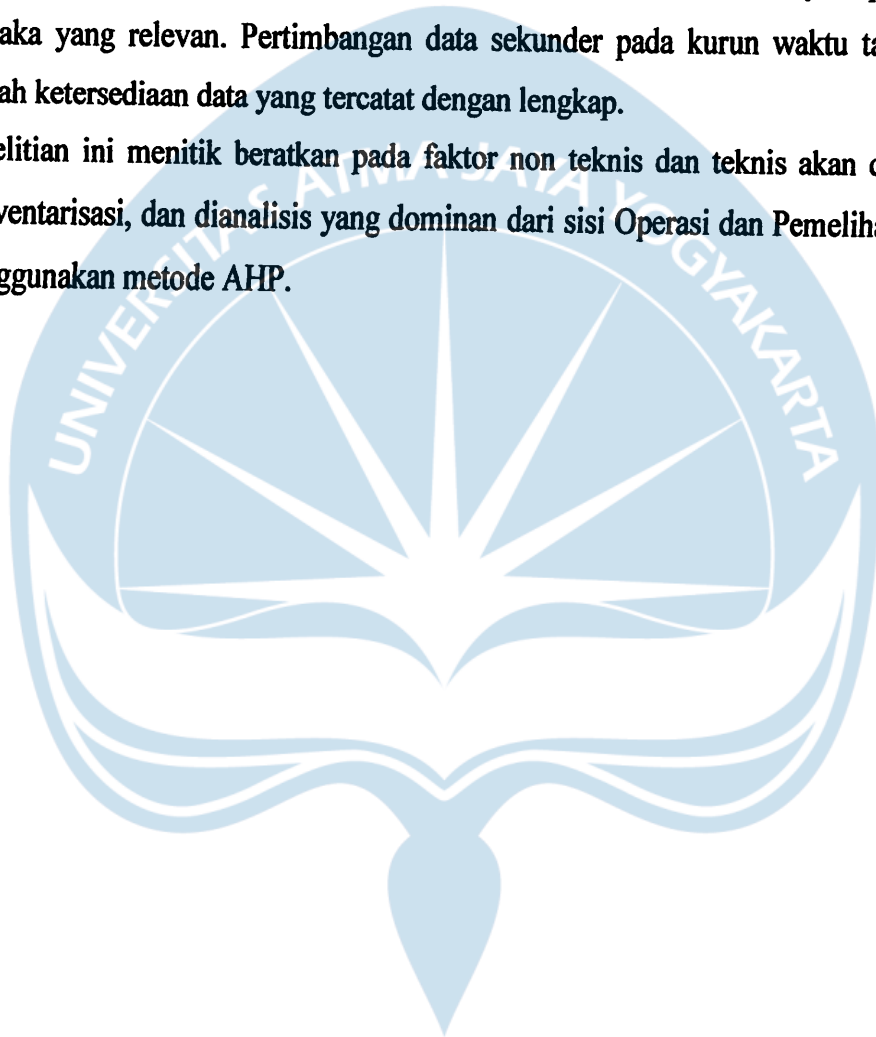 aka yang relevan. Pertimbangan data sekunder pada kurun waktu ta
ah ketersediaan data yang tercatat dengan lengkap.
elitian ini menitik beratkan pada faktor non teknis dan teknis akan
ventarisasi, dan dianalisis yang dominan dari sisi Operasi dan Pemeliha
ggunakan metode AHP.
UNIVERSITAS ATMA JAYA YOGYAKARTA